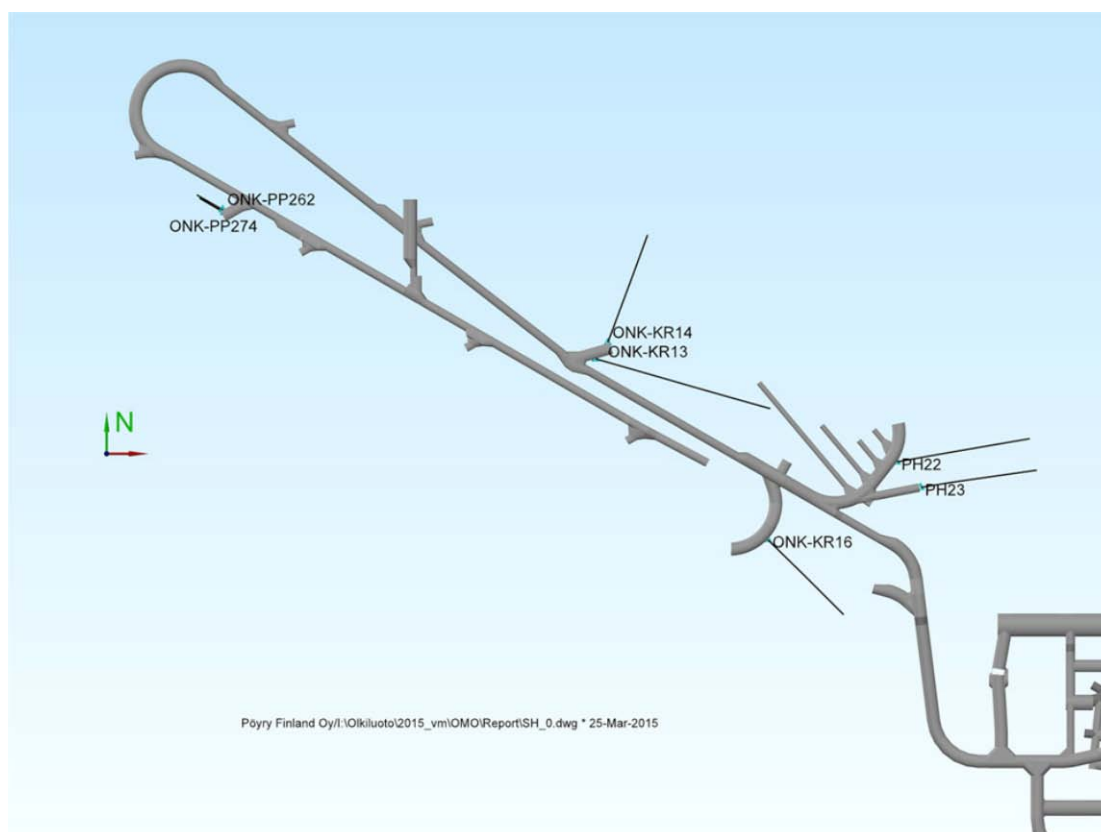 ONK-PP262
ONK-PP274
ONK-KR14
ONK-KR13
N
PH22
PH23
ONK-KR16
Pöyry Finland Oy/I:\Olkiluoto\2015_vm\OMO\Report\SH_0.dwg * 25-Mar-2015